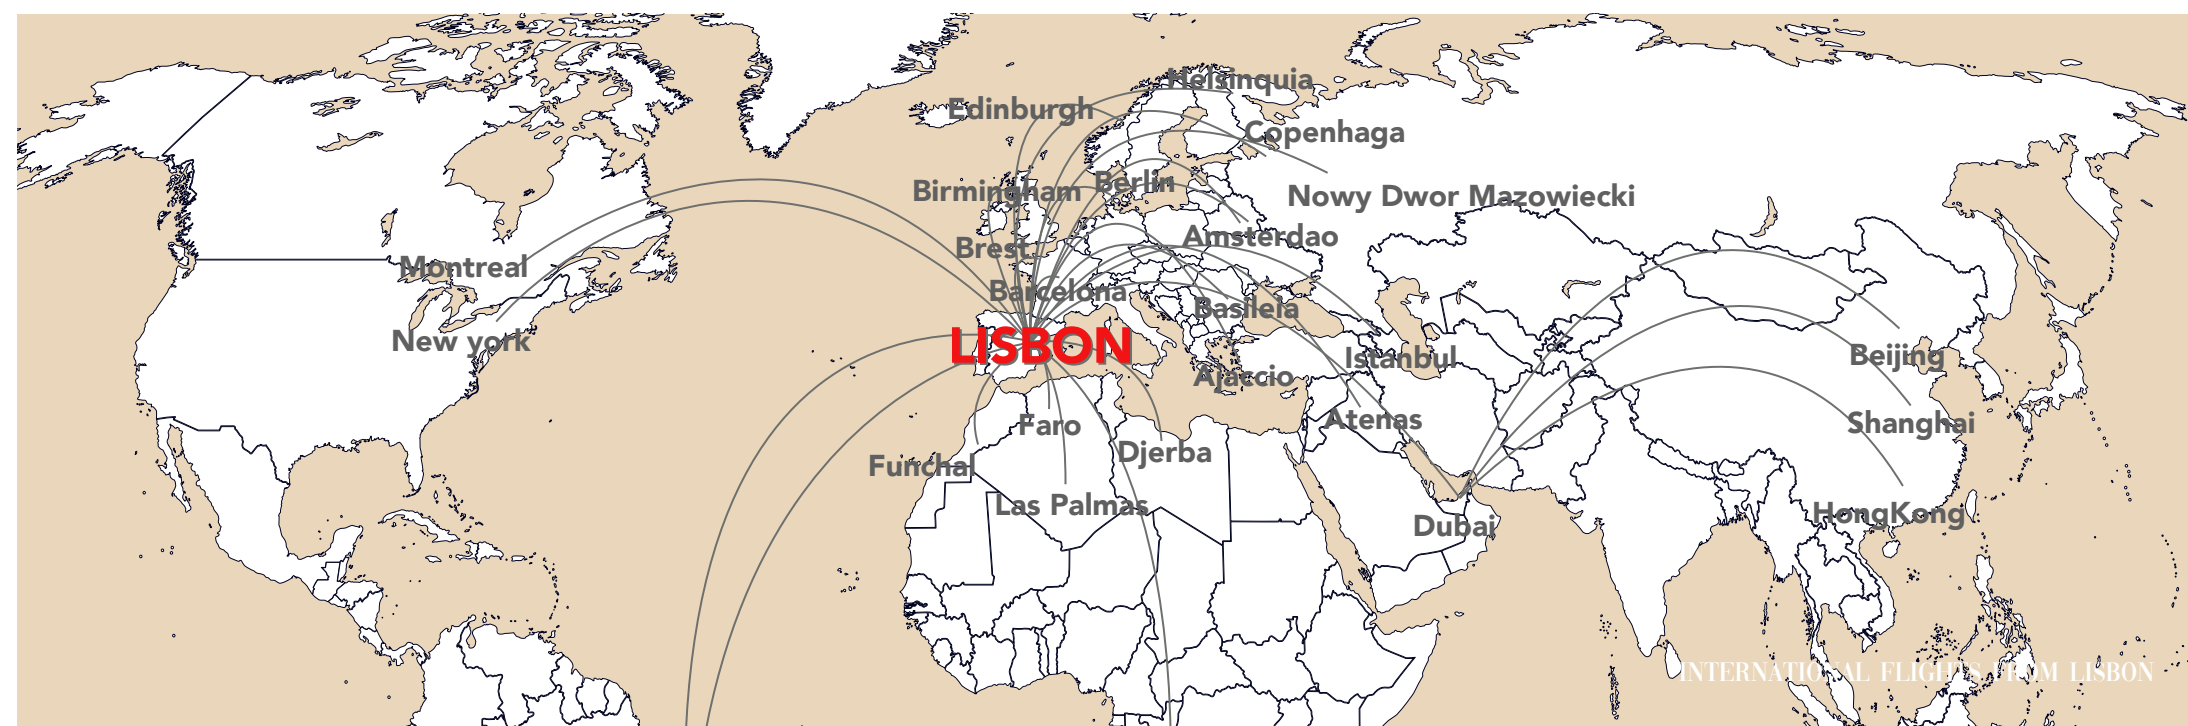 Helsinquia
Edinburgh
Copenhaga
Berlin
Birmingham
Nowy Dwor Mazowiecki
Amsterdao
Brest
Montreal
Barcelona
Basileia
New york
LISBON
Istanbul
Beijing
Ajaccio
Atenas
Faro
Shanghai
Djerba
Funchal
Las Palmas
HongKong
Dubai
INTERNATIONAL FLIGHTS FROM LISBON